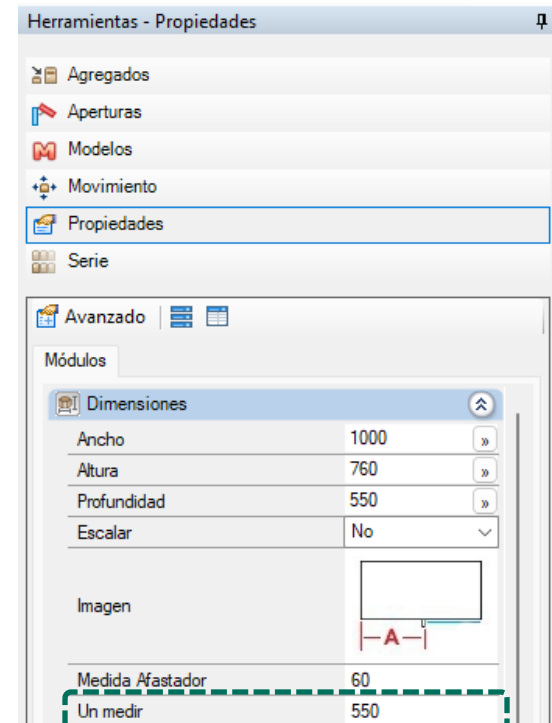 Herramientas - Propiedades
Agregados
Aperturas
Modelos
Movimiento
Propiedades
Serie
Avanzado
Módulos
Dimensiones
Ancho 1000 »
Altura 760 »
Profundidad 550 »
Escalar No
Imagen
A
Medida Afastador 60
Un medir 550